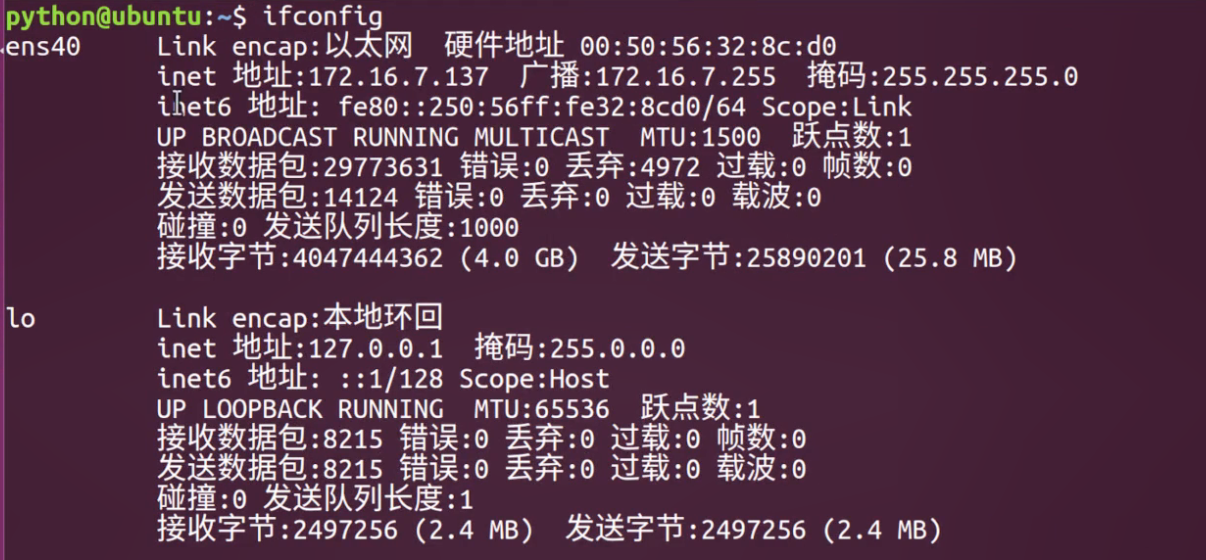 python@ubuntu:~$ ifconfig
ens40 Link encap:以太网 硬件地址 00:50:56:32:8c:d0
inet 地址:172.16.7.137 广播:172.16.7.255 掩码:255.255.255.0
inet6 地址: fe80::250:56ff:fe32:8cd0/64 Scope:Link
UP BROADCAST RUNNING MULTICAST MTU:1500 跃点数:1
接收数据包:29773631 错误:0 丢弃:4972 过载:0 帧数:0
发送数据包:14124 错误:0 丢弃:0 过载:0 载波:0
碰撞:0 发送队列长度:1000
接收字节:4047444362 (4.0 GB) 发送字节:25890201 (25.8 MB)
lo Link encap:本地环回
inet 地址:127.0.0.1 掩码:255.0.0.0
inet6 地址: ::1/128 Scope:Host
UP LOOPBACK RUNNING MTU:65536 跃点数:1
接收数据包:8215 错误:0 丢弃:0 过载:0 帧数:0
发送数据包:8215 错误:0 丢弃:0 过载:0 载波:0
碰撞:0 发送队列长度:1
接收字节:2497256 (2.4 MB) 发送字节:2497256 (2.4 MB)